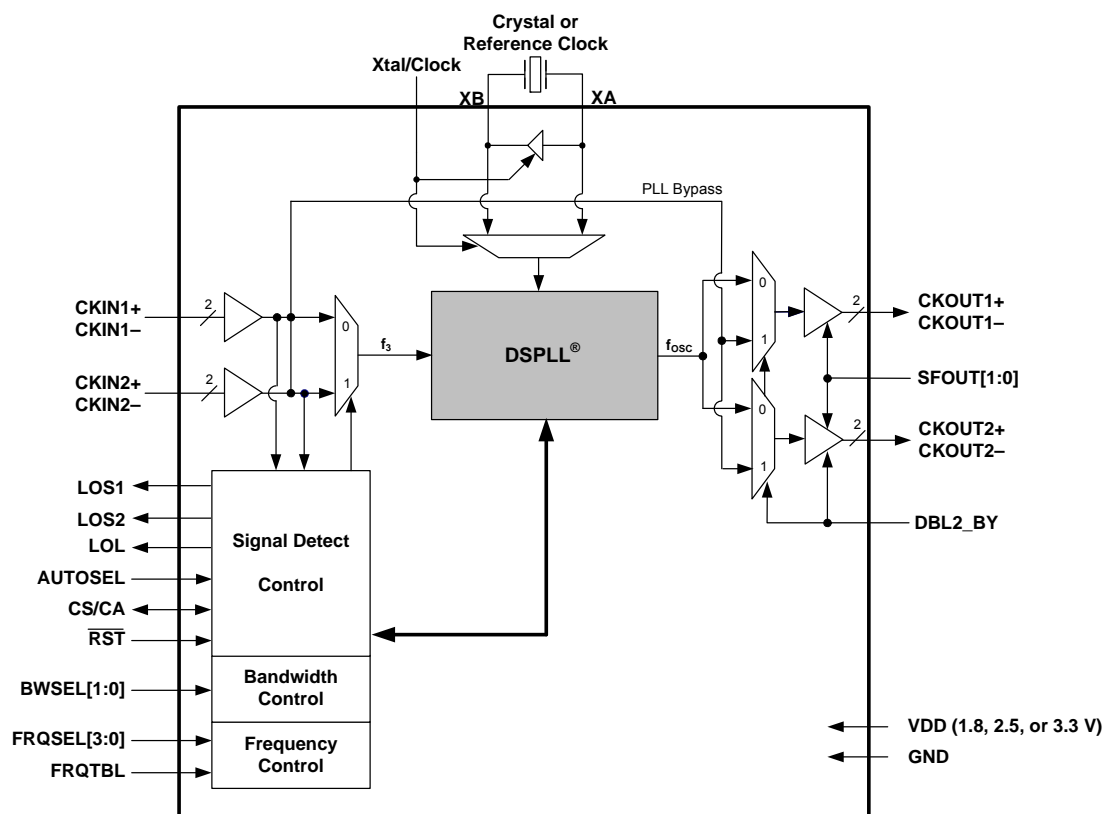 Crystal or
Reference Clock
Xtal/Clock
XB
XA
PLL Bypass
CKIN1+
CKIN1–
2
0
f3
DSPLL®
fOSC
0
1
2
CKOUT1+
CKOUT1–
CKIN2+
CKIN2–
2
1
SFOUT[1:0]
0
1
2
CKOUT2+
CKOUT2–
LOS1
LOS2
LOL
AUTOSEL
CS/CA
RST
Signal Detect
Control
DBL2_BY
BWSEL[1:0]
Bandwidth
Control
FRQSEL[3:0]
FRQTBL
Frequency
Control
VDD (1.8, 2.5, or 3.3 V)
GND